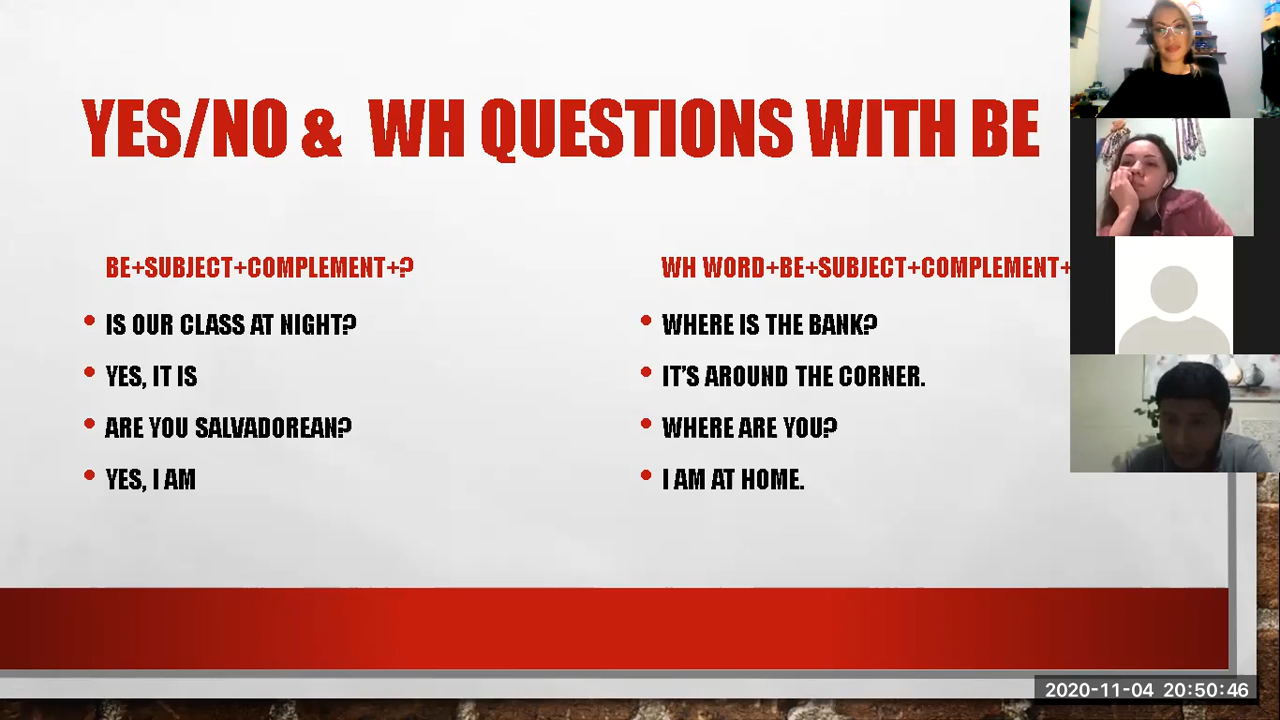 YES/NO & WH QUESTIONS WITH BE
BE+SUBJECT+COMPLEMENT+?
• IS OUR CLASS AT NIGHT?
• YES, IT IS
• ARE YOU SALVADOREAN?
• YES, I AM
WH WORD+BE+SUBJECT+COMPLEMENT+
• WHERE IS THE BANK?
• IT'S AROUND THE CORNER.
• WHERE ARE YOU?
• I AM AT HOME.
2020-11-04 20:50:46